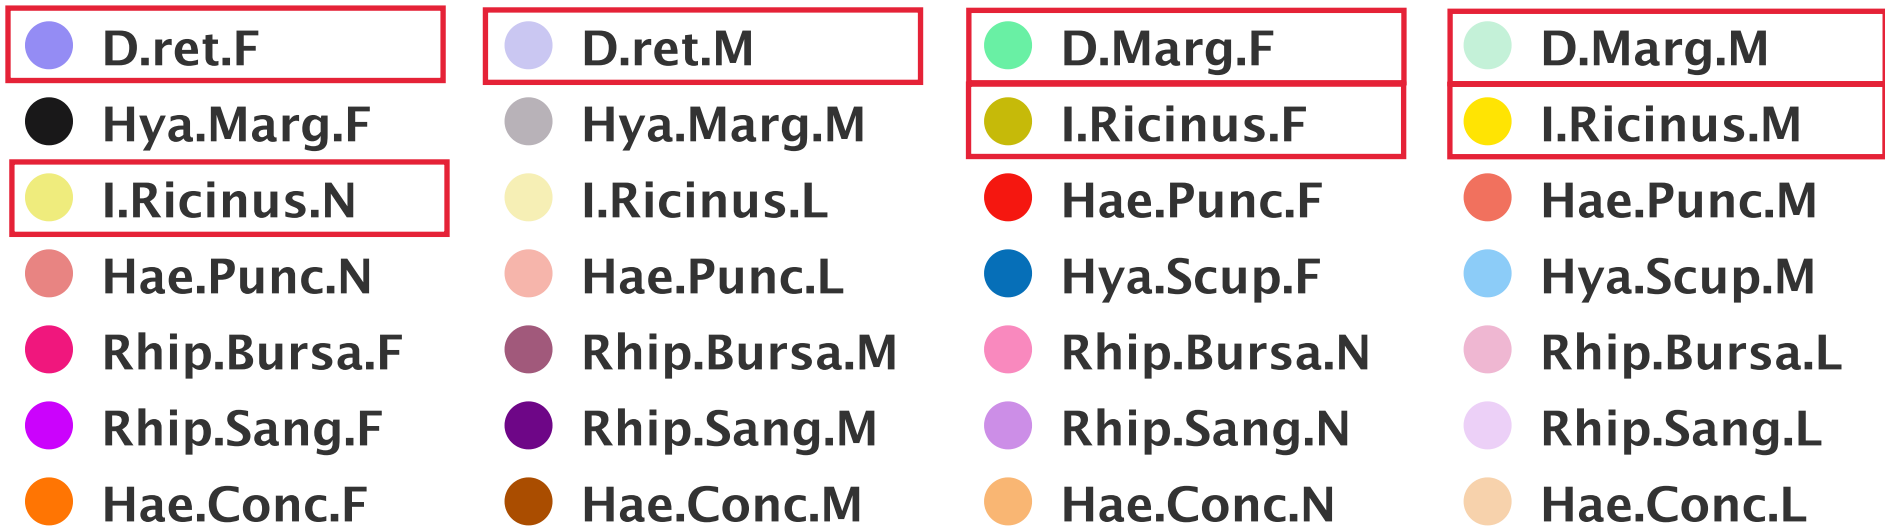 D.ret.F D.ret.M D.Marg.F D.Marg.M
Hya.Marg.F Hya.Marg.M I.Ricinus.F I.Ricinus.M
I.Ricinus.N I.Ricinus.L Hae.Punc.F Hae.Punc.M
Hae.Punc.N Hae.Punc.L Hya.Scup.F Hya.Scup.M
Rhip.Bursa.F Rhip.Bursa.M Rhip.Bursa.N Rhip.Bursa.L
Rhip.Sang.F Rhip.Sang.M Rhip.Sang.N Rhip.Sang.L
Hae.Conc.F Hae.Conc.M Hae.Conc.N Hae.Conc.L